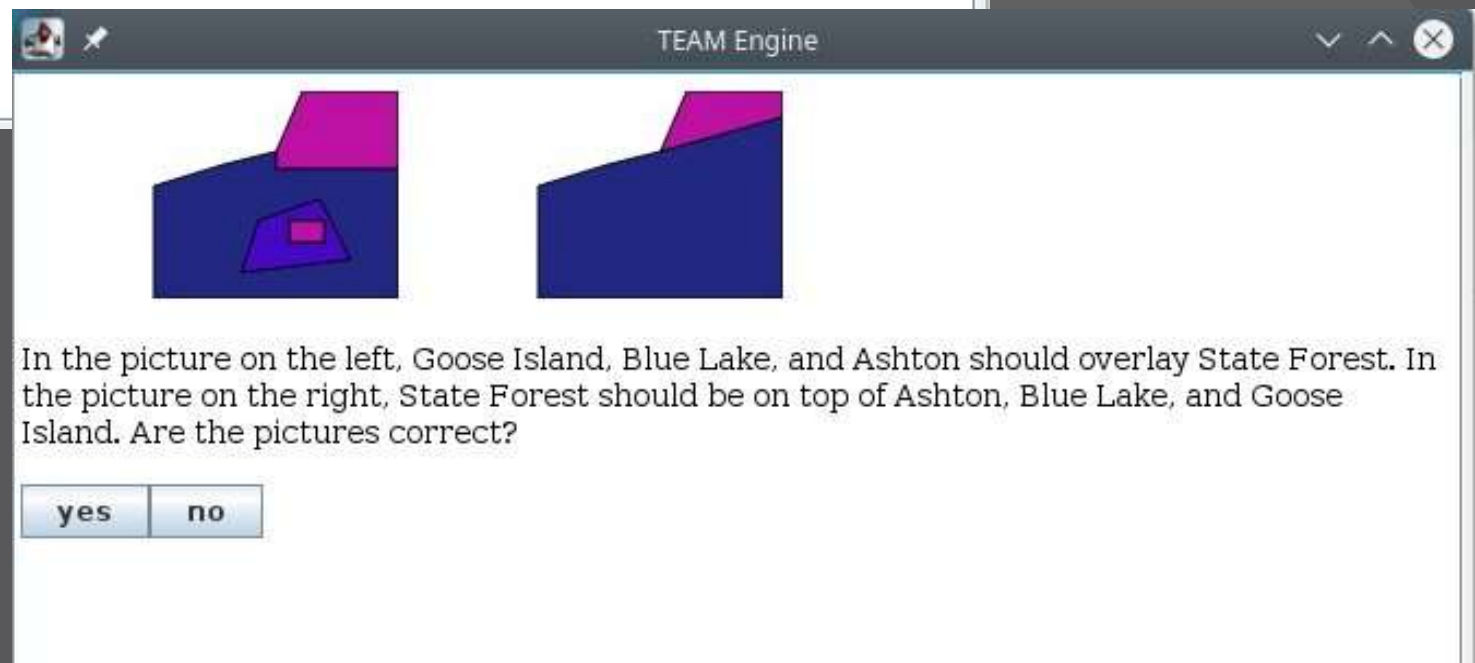 TEAM Engine
In the picture on the left, Goose Island, Blue Lake, and Ashton should overlay State Forest. In
the picture on the right, State Forest should be on top of Ashton, Blue Lake, and Goose
Island. Are the pictures correct?
yes no